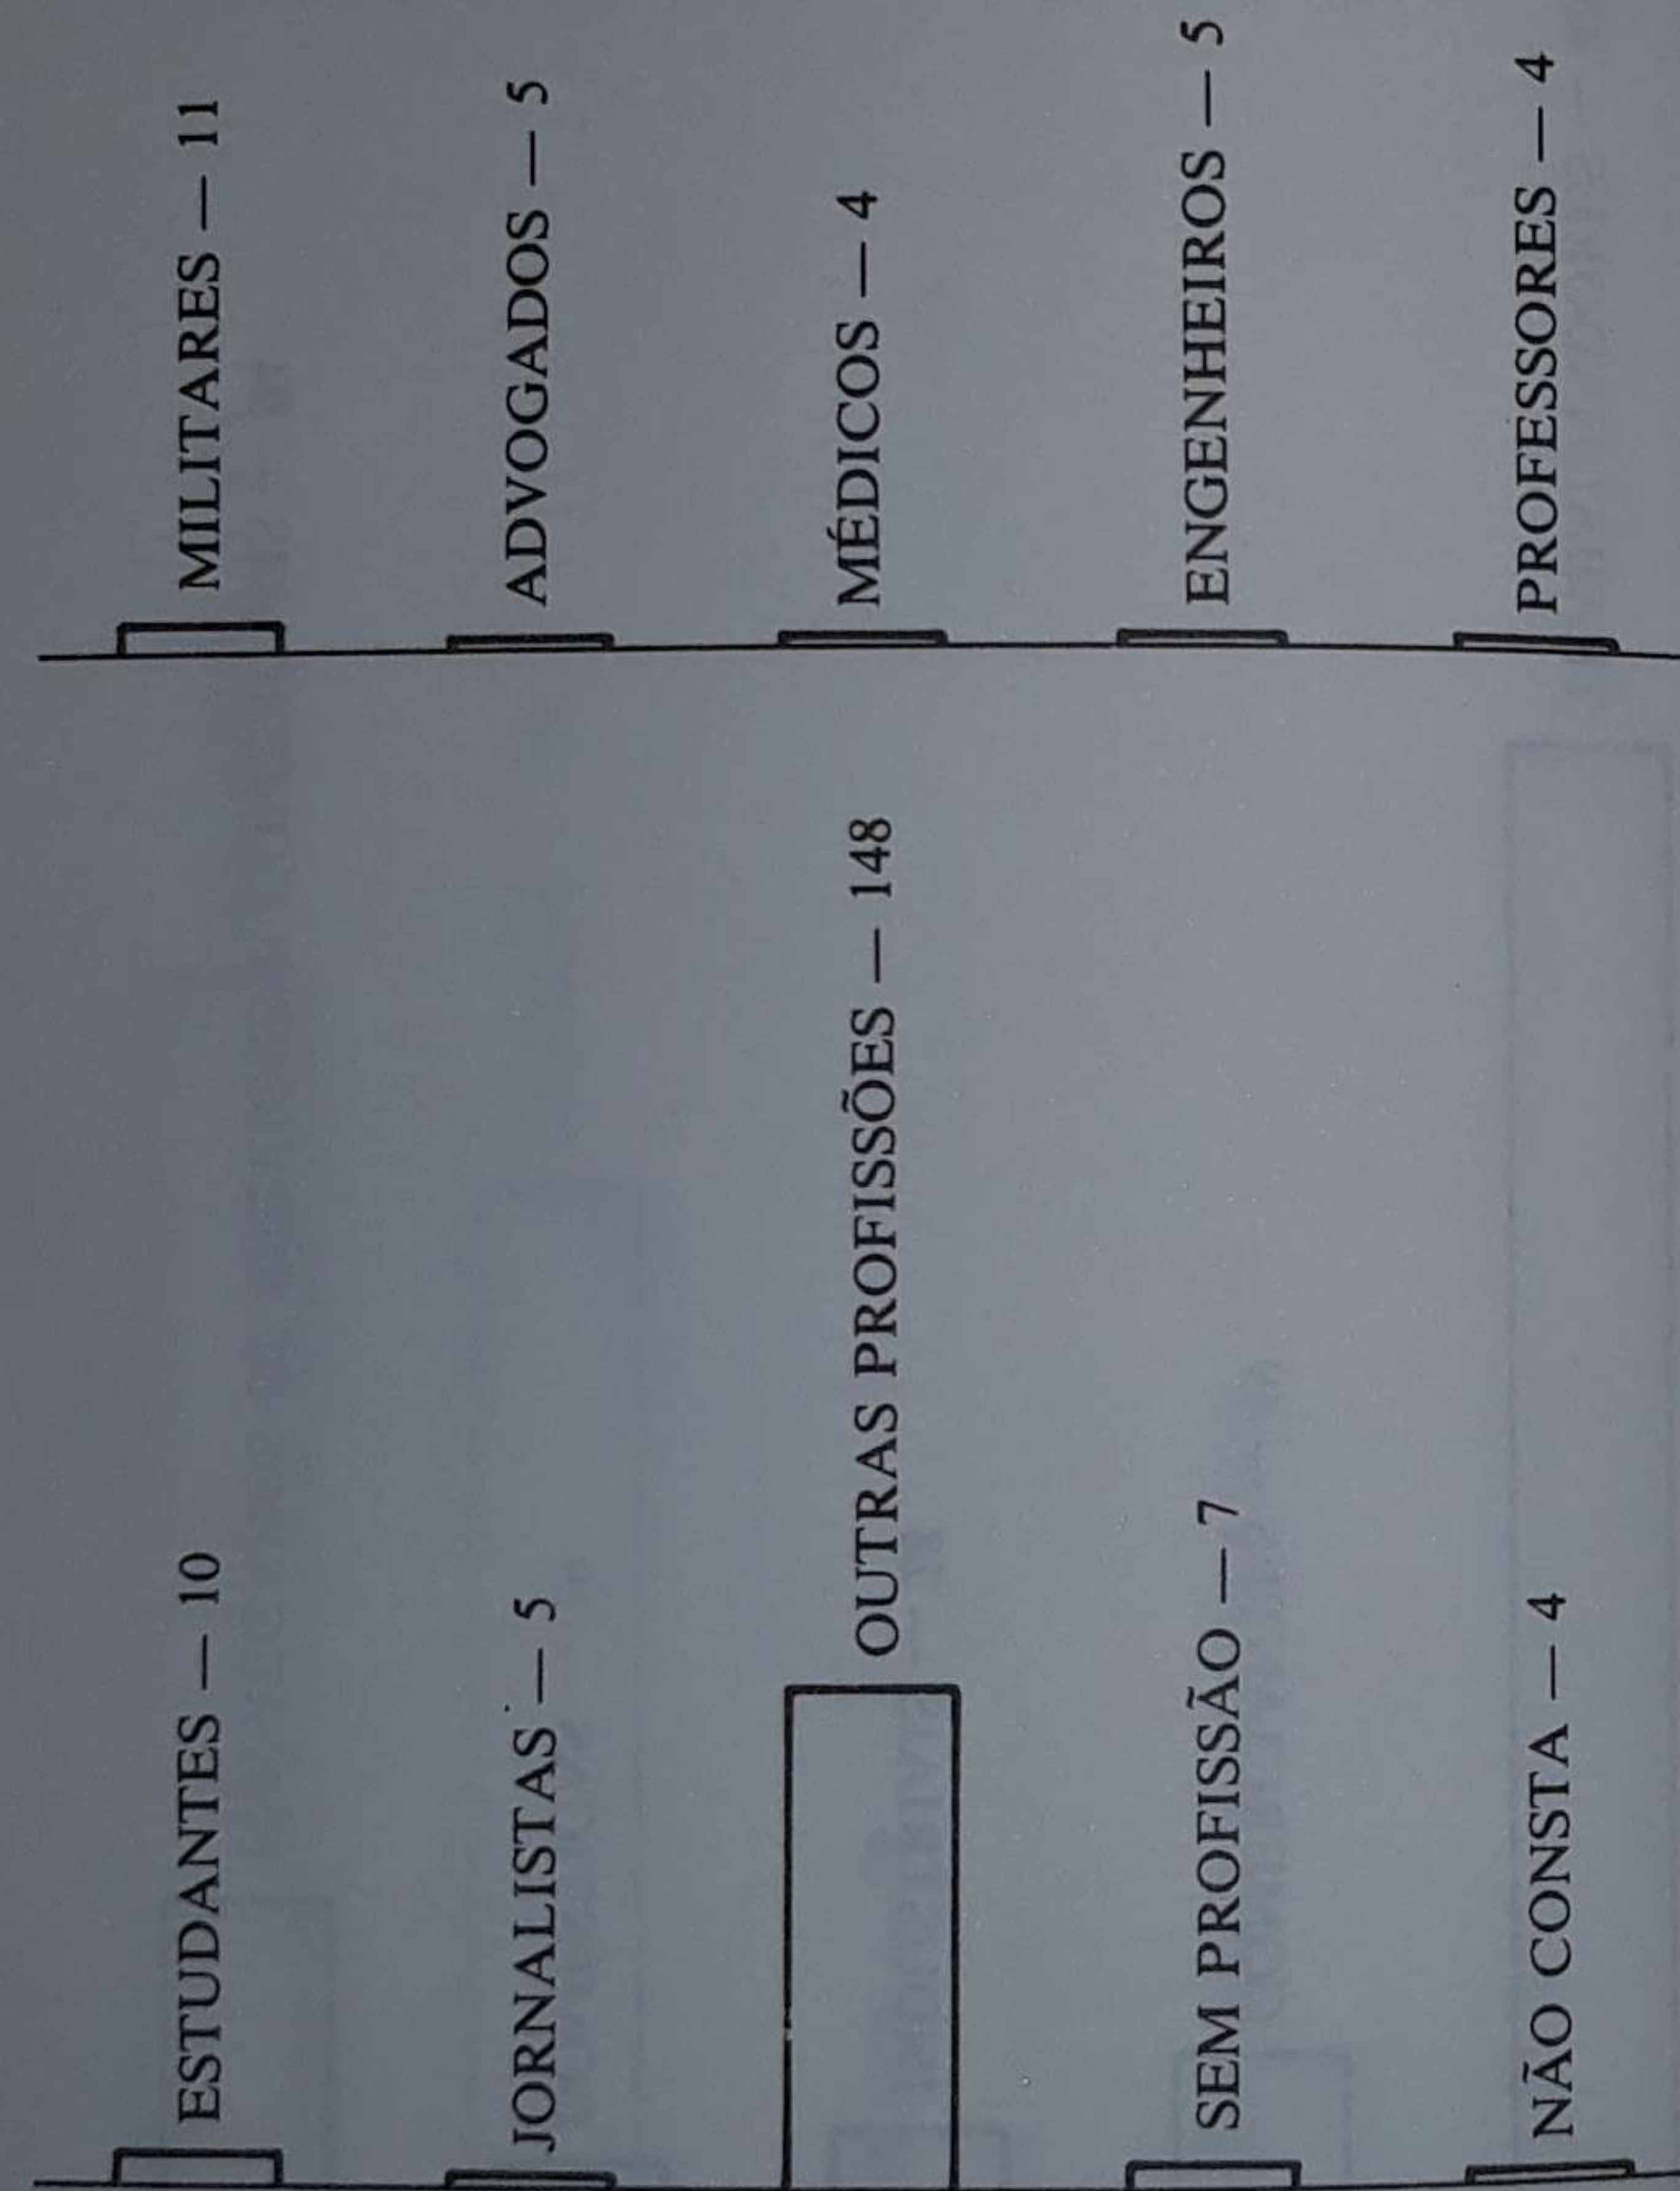 ESTUDANTES — 10
JORNALISTAS — 5
OUTRAS PROFISSÕES — 148
SEM PROFISSÃO — 7
NÃO CONSTA — 4
MILITARES — 11
ADVOGADOS — 5
MÉDICOS — 4
ENGENHEIROS — 5
PROFESSORES — 4